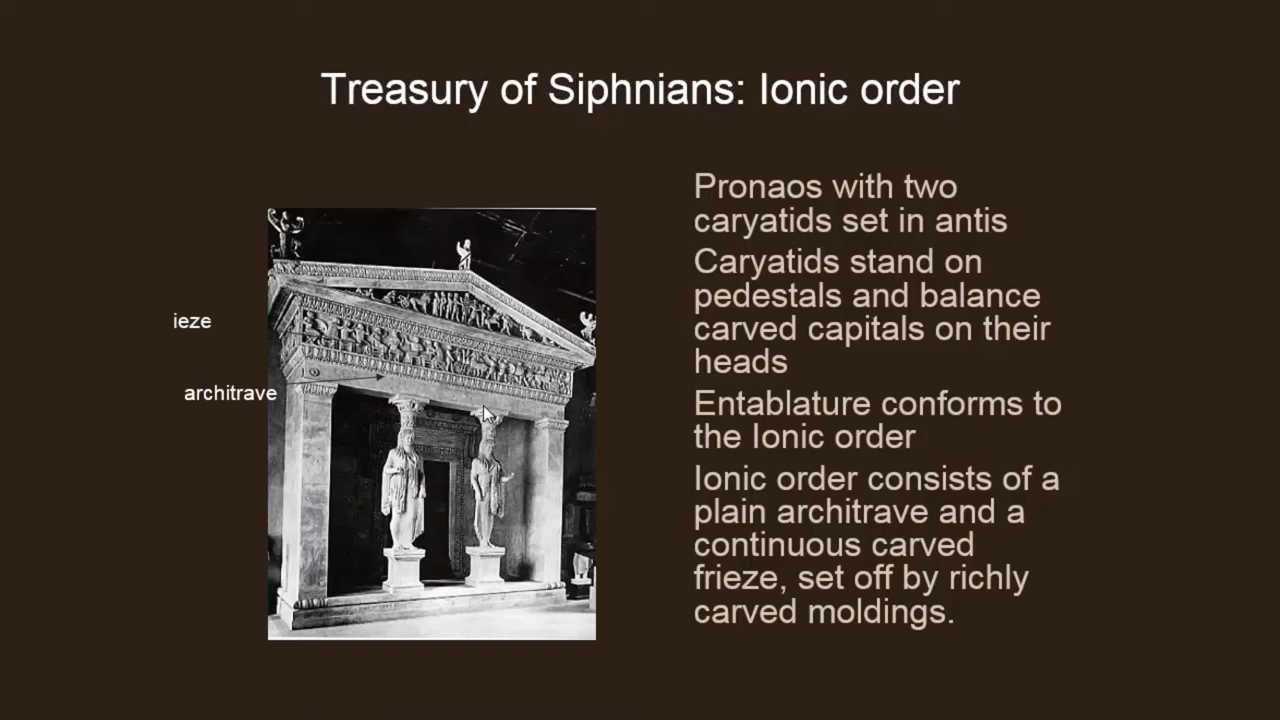 Treasury of Siphnians: Ionic order
Pronaos with two
caryatids set in antis
Caryatids stand on
pedestals and balance
carved capitals on their
heads
Entablature conforms to
the Ionic order
Ionic order consists of a
plain architrave and a
continuous carved
frieze, set off by richly
carved moldings.
ieze
architrave